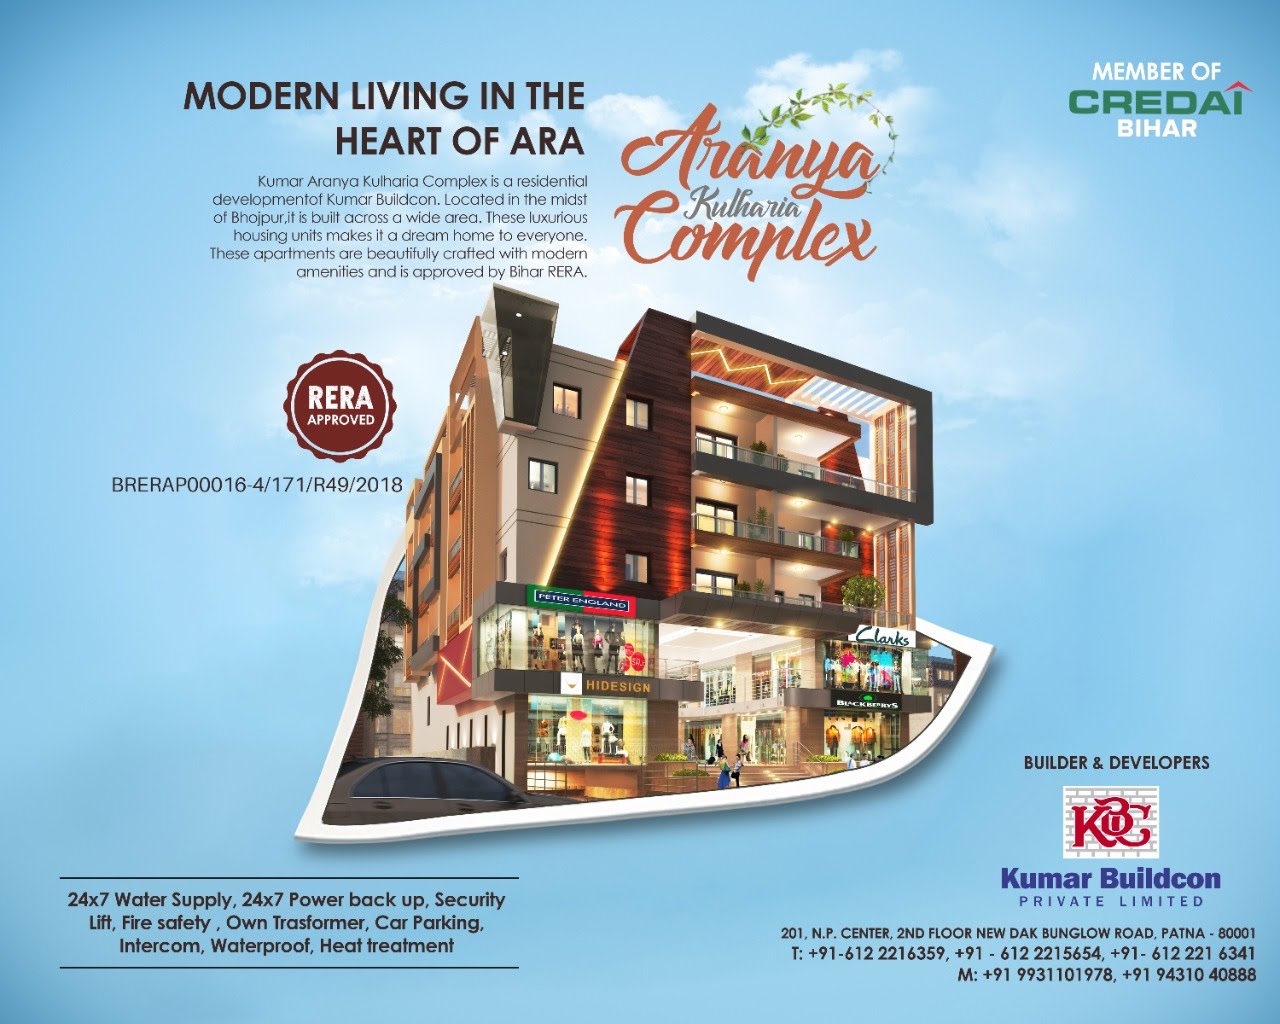 MODERN LIVING IN THE
HEART OF ARA
Kumar Aranya Kulharia Complex is a residential
developmentof Kumar Buildcon. Located in the midst
of Bhojpur,it is built across a wide area. These luxurious
housing units makes it a dream home to everyone.
These apartments are beautifully crafted with modern
amenities and is approved by Bihar RERA.
Aranya
Kulharia
Complex
MEMBER OF
CREDAI
BIHAR
RERA
APPROVED
BRERAP00016-4/171/R49/2018
PETER ENGLAND
SALE
HIDESIGN
Clarks
BLACKBERRYS
BUILDER & DEVELOPERS
KBC
Kumar Buildcon
PRIVATE LIMITED
24x7 Water Supply, 24x7 Power back up, Security
Lift, Fire safety , Own Trasformer, Car Parking,
Intercom, Waterproof, Heat treatment
201, N.P. CENTER, 2ND FLOOR NEW DAK BUNGLOW ROAD, PATNA - 80001
T: +91-612 2216359, +91 - 612 2215654, +91- 612 221 6341
M: +91 9931101978, +91 94310 40888